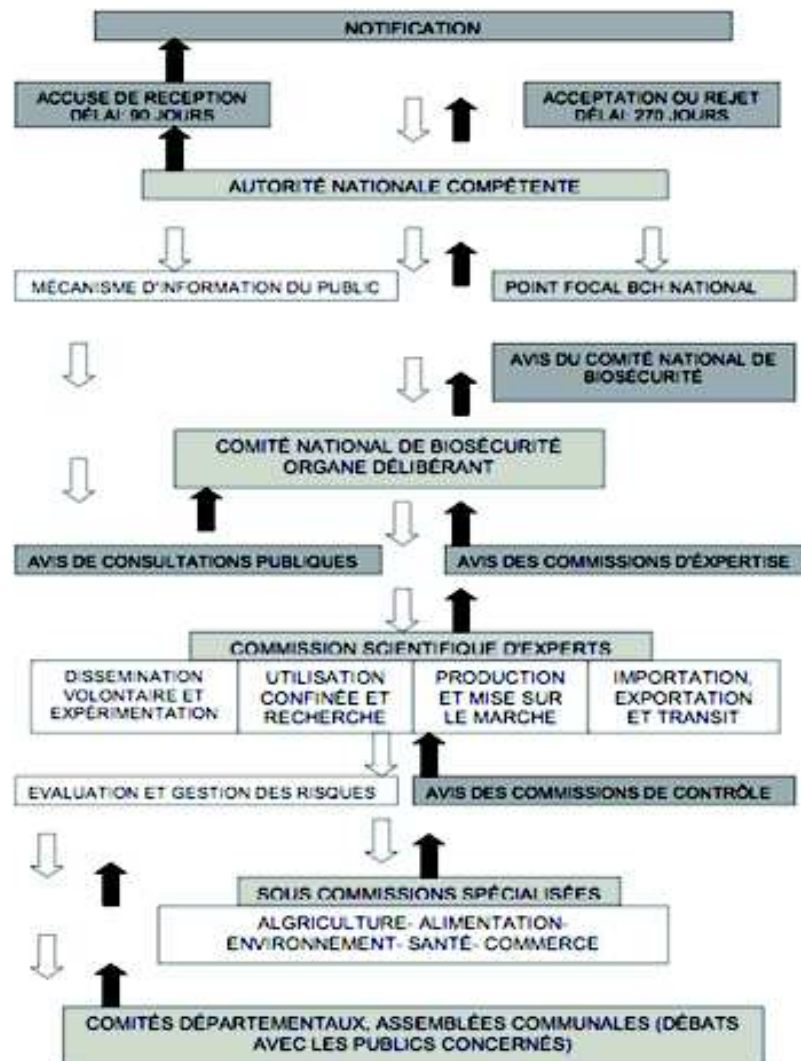 NOTIFICATION
ACCUSE DE RECEPTION
DÉLAI: 90 JOURS
ACCEPTATION OU REJET
DÉLAI: 270 JOURS
AUTORITÉ NATIONALE COMPÉTENTE
MÉCANISME D'INFORMATION DU PUBLIC
POINT FOCAL BCH NATIONAL
AVIS DU COMITÉ NATIONAL DE
BIOSÉCURITÉ
COMITÉ NATIONAL DE BIOSÉCURITÉ
ORGANE DÉLIBÉRANT
AVIS DE CONSULTATIONS PUBLIQUES
AVIS DES COMMISSIONS D'ÉXPERTISE
COMMISSION SCIENTIFIQUE D'EXPERTS
DISSEMINATION
VOLONTAIRE ET
EXPÉRIMENTATION
UTILISATION
CONFINÉE ET
RECHERCHE
PRODUCTION
ET MISE SUR
LE MARCHE
IMPORTATION,
EXPORTATION
ET TRANSIT
EVALUATION ET GESTION DES RISQUES
AVIS DES COMMISSIONS DE CONTRÔLE
SOUS COMMISSIONS SPÉCIALISÉES
ALGRICULTURE- ALIMENTATION-
ENVIRONNEMENT- SANTÉ- COMMERCE
COMITÉS DÉPARTEMENTAUX, ASSEMBLÉES COMMUNALES (DÉBATS
AVEC LES PUBLICS CONCERNÉS)